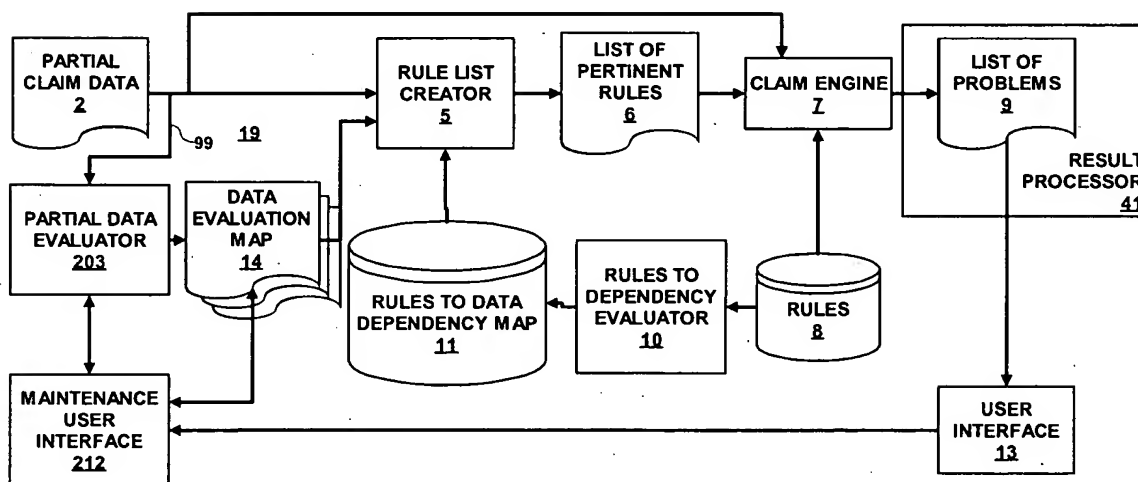 PARTIAL
CLAIM DATA
2
RULE LIST
CREATOR
5
LIST OF
PERTINENT
RULES
6
CLAIM ENGINE
7
LIST OF
PROBLEMS
9
RESULT
PROCESSOR
41
99
19
PARTIAL DATA
EVALUATOR
203
DATA
EVALUATION
MAP
14
RULES TO DATA
DEPENDENCY MAP
11
RULES TO
DEPENDENCY
EVALUATOR
10
RULES
8
MAINTENANCE
USER
INTERFACE
212
USER
INTERFACE
13